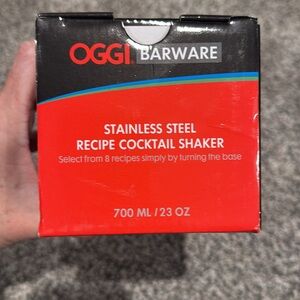 OGGI BARWARE
STAINLESS STEEL
RECIPE COCKTAIL SHAKER
Select from 8 recipes simply by turning the base
700 ML / 23 OZ